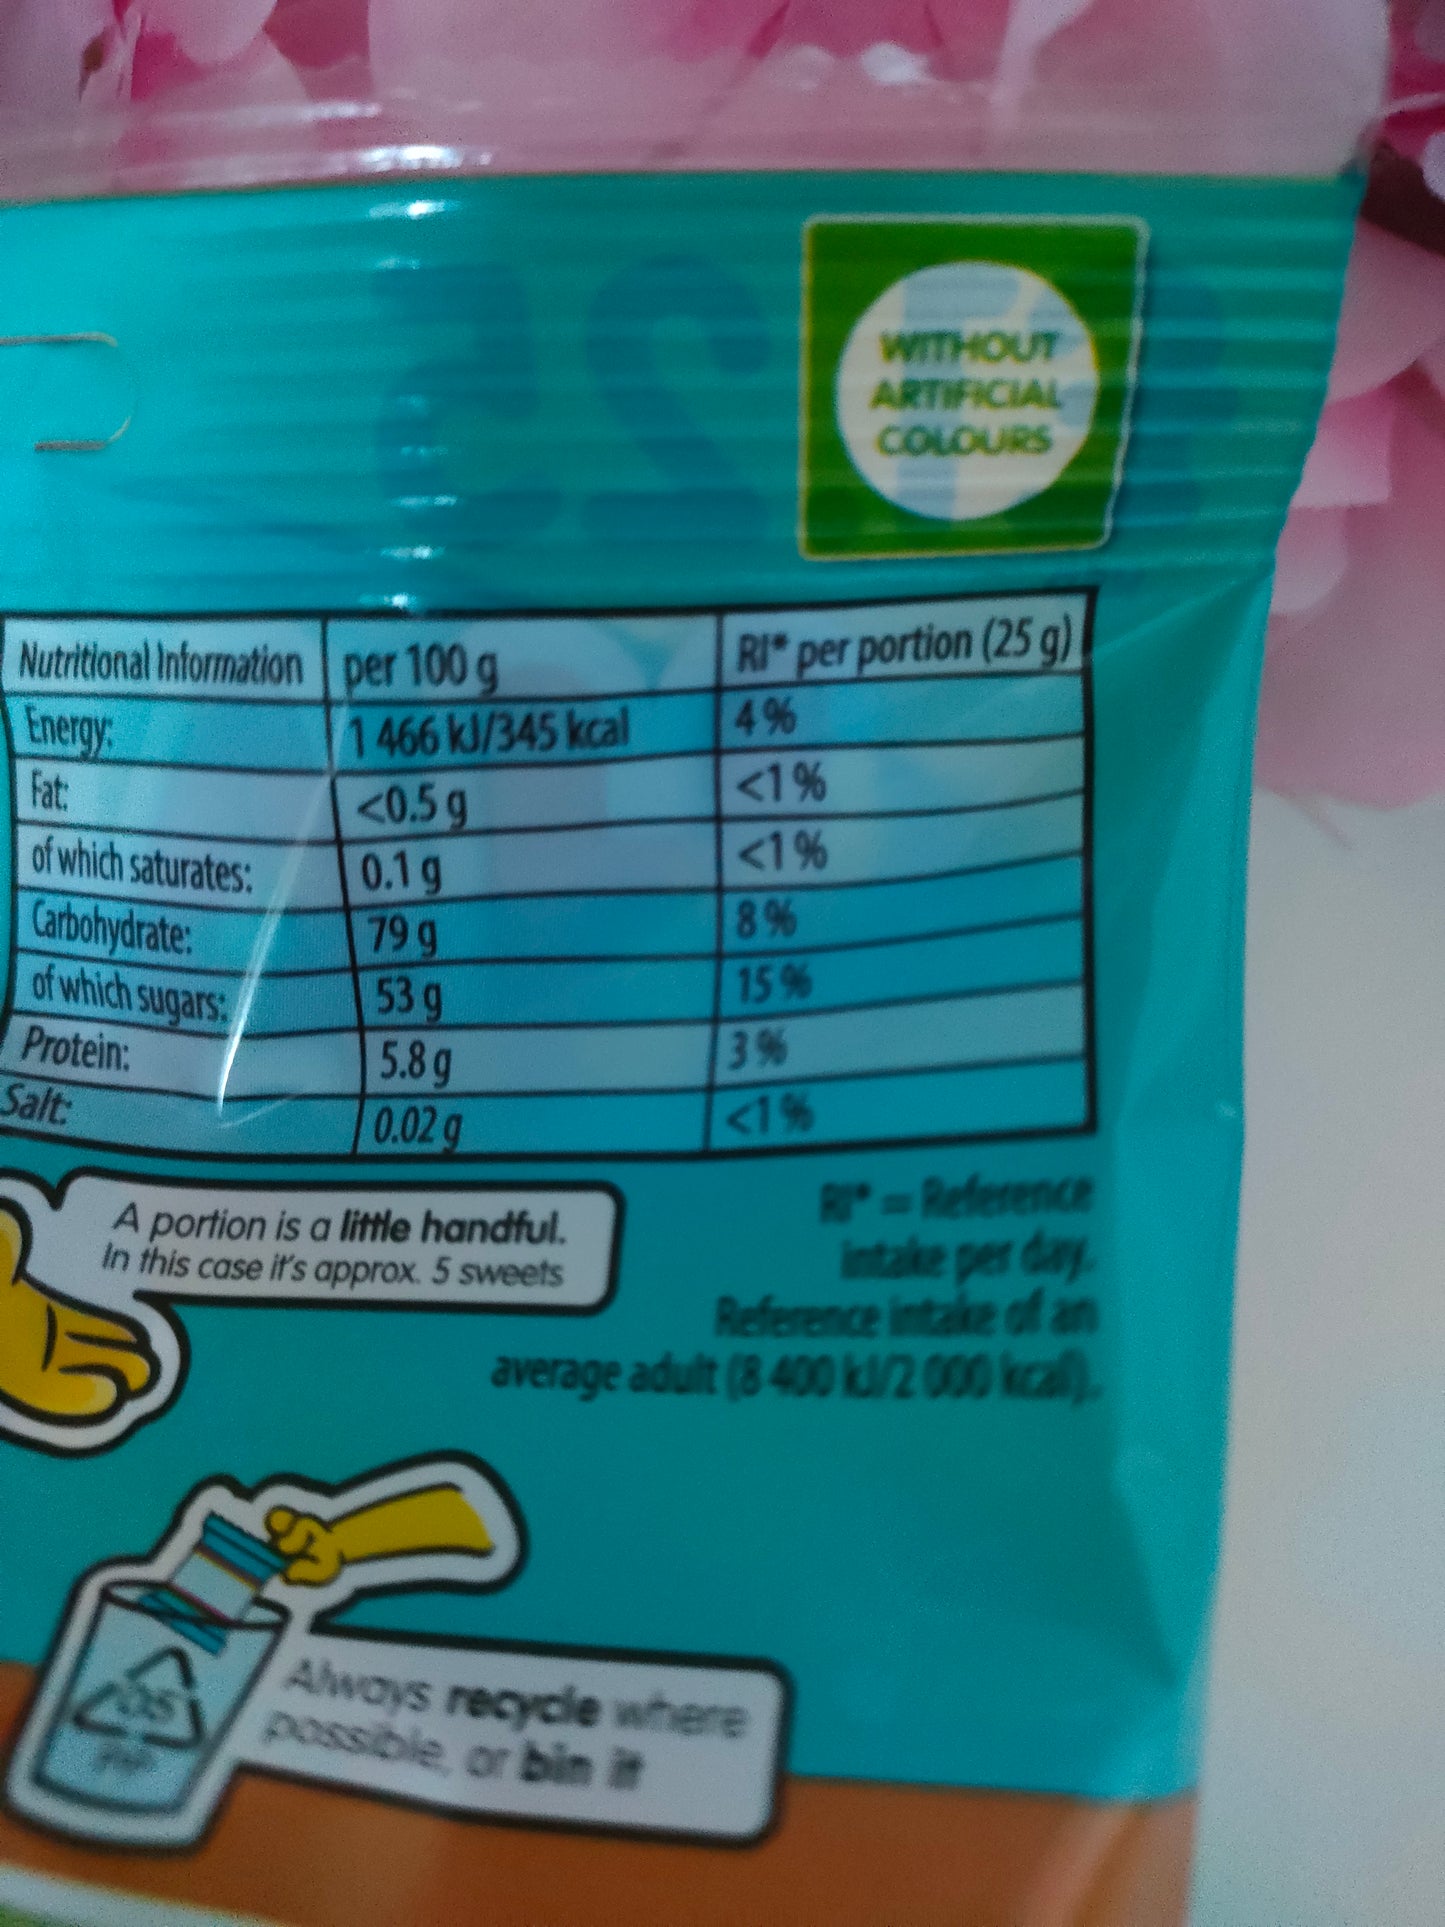 WITHOUT
ARTIFICIAL
COLOURS
Nutritional Information per 100 g RI* per portion (25 g)
Energy: 1 466 kJ/345 kcal 4 %
Fat: <0.5 g <1 %
of which saturates: 0.1 g <1 %
Carbohydrate: 79 g 8 %
of which sugars: 53 g 15 %
Protein: 5.8 g 3 %
Salt: 0.02 g <1 %
A portion is a little handful.
In this case it's approx. 5 sweets
RI* = Reference
intake per day.
Reference intake of an
average adult (8 400 kJ/2 000 kcal).
Always recycle where
possible, or bin it
05
PP